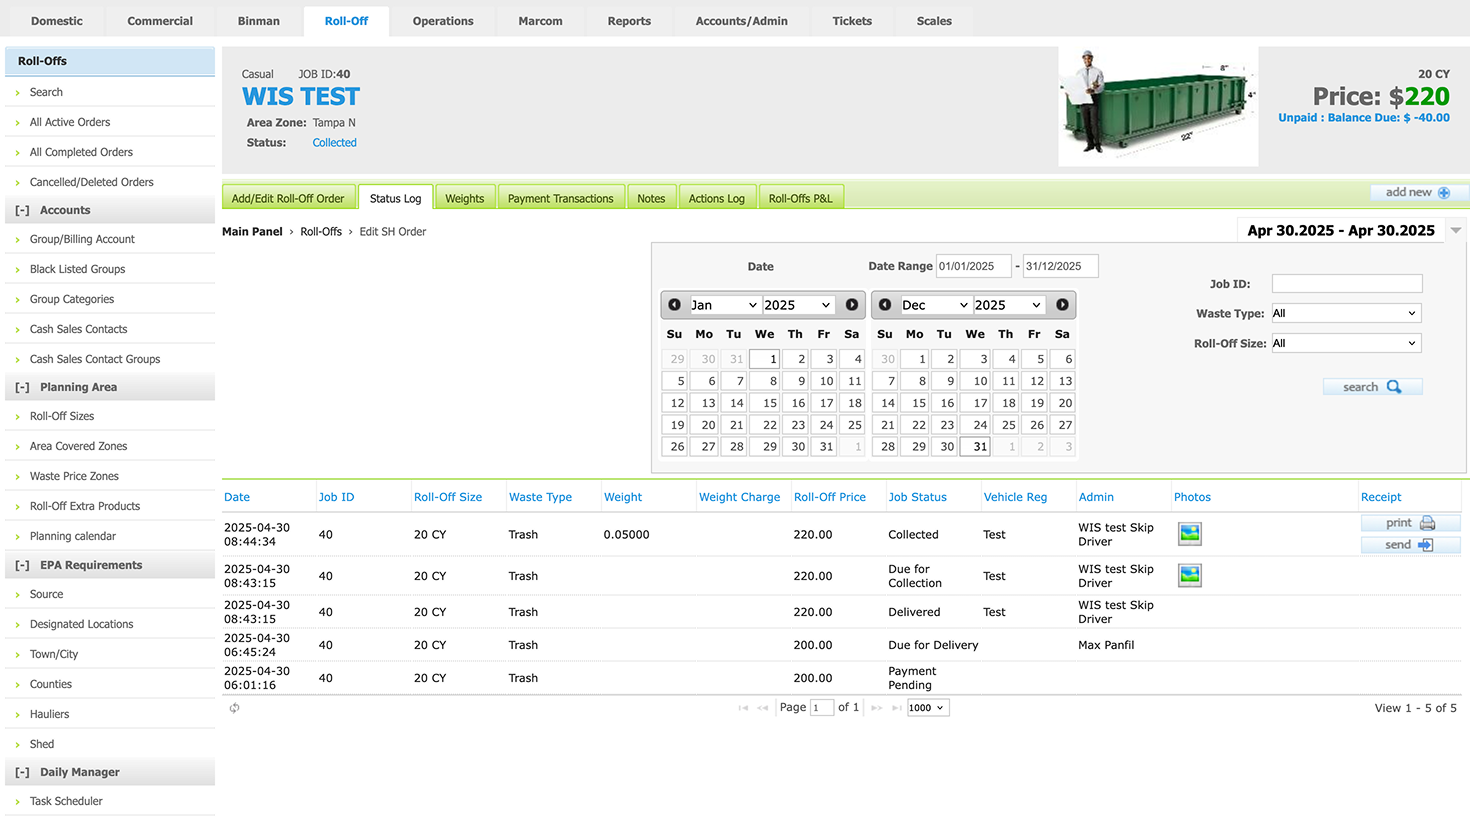 Domestic Commercial Binman Roll-Off Operations Marcom Reports Accounts/Admin Tickets Scales
Roll-Offs
Search
All Active Orders
All Completed Orders
Cancelled/Deleted Orders
[-] Accounts
Group/Billing Account
Black Listed Groups
Group Categories
Cash Sales Contacts
Cash Sales Contact Groups
[-] Planning Area
Roll-Off Sizes
Area Covered Zones
Waste Price Zones
Roll-Off Extra Products
Planning calendar
[-] EPA Requirements
Source
Designated Locations
Town/City
Counties
Hauliers
Shed
[-] Daily Manager
Task Scheduler
Casual JOB ID:40
WIS TEST
Area Zone: Tampa N
Status: Collected
8"
4"
22"
20 CY
Price: $220
Unpaid : Balance Due: $ -40.00
Add/Edit Roll-Off Order Status Log Weights Payment Transactions Notes Actions Log Roll-Offs P&L
add new
Main Panel › Roll-Offs › Edit SH Order
Apr 30.2025 - Apr 30.2025
Date Date Range 01/01/2025 - 31/12/2025
Jan 2025 Dec 2025
Su Mo Tu We Th Fr Sa Su Mo Tu We Th Fr Sa
29 30 31 1 2 3 4 30 1 2 3 4 5 6
5 6 7 8 9 10 11 7 8 9 10 11 12 13
12 13 14 15 16 17 18 14 15 16 17 18 19 20
19 20 21 22 23 24 25 21 22 23 24 25 26 27
26 27 28 29 30 31 1 28 29 30 31 1 2 3
Job ID:
Waste Type: All
Roll-Off Size: All
search
Date Job ID Roll-Off Size Waste Type Weight Weight Charge Roll-Off Price Job Status Vehicle Reg Admin Photos Receipt
2025-04-30 08:44:34 40 20 CY Trash 0.05000 220.00 Collected Test WIS test Skip Driver print send
2025-04-30 08:43:15 40 20 CY Trash 220.00 Due for Collection Test WIS test Skip Driver
2025-04-30 08:43:15 40 20 CY Trash 220.00 Delivered Test WIS test Skip Driver
2025-04-30 06:45:24 40 20 CY Trash 200.00 Due for Delivery Max Panfil
2025-04-30 06:01:16 40 20 CY Trash 200.00 Payment Pending
Page 1 of 1 1000
View 1 - 5 of 5